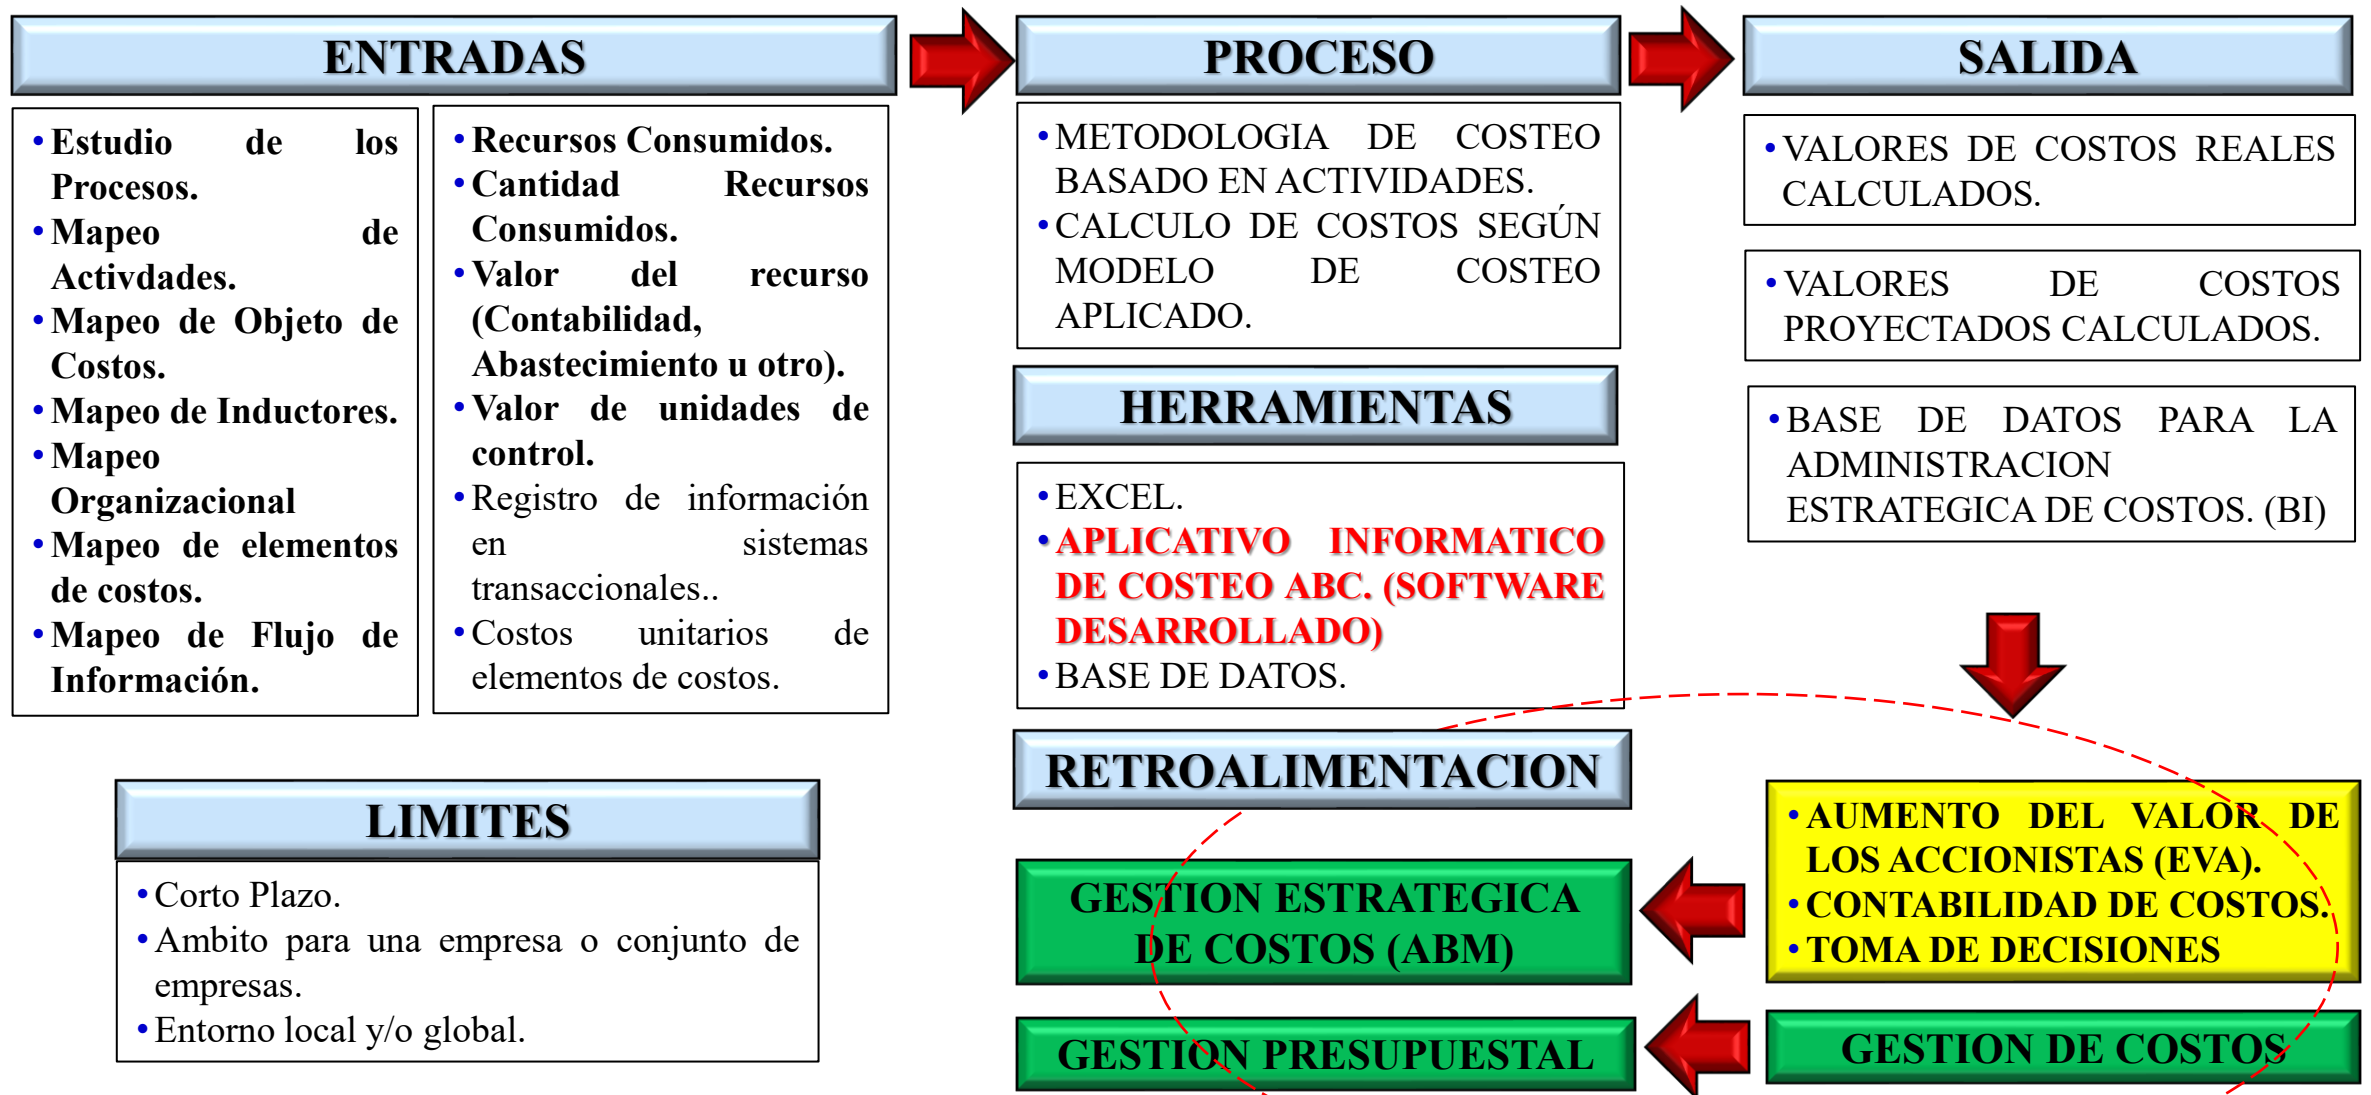 ENTRADAS
• Estudio de los
Procesos.
• Mapeo de
Activdades.
• Mapeo de Objeto de
Costos.
• Mapeo de Inductores.
• Mapeo
Organizacional
• Mapeo de elementos
de costos.
• Mapeo de Flujo de
Información.
• Recursos Consumidos.
• Cantidad Recursos
Consumidos.
• Valor del recurso
(Contabilidad,
Abastecimiento u otro).
• Valor de unidades de
control.
• Registro de información
en sistemas
transaccionales..
• Costos unitarios de
elementos de costos.
LIMITES
• Corto Plazo.
• Ambito para una empresa o conjunto de
empresas.
• Entorno local y/o global.
PROCESO
• METODOLOGIA DE COSTEO
BASADO EN ACTIVIDADES.
• CALCULO DE COSTOS SEGÚN
MODELO DE COSTEO
APLICADO.
HERRAMIENTAS
• EXCEL.
• APLICATIVO INFORMATICO
DE COSTEO ABC. (SOFTWARE
DESARROLLADO)
• BASE DE DATOS.
SALIDA
• VALORES DE COSTOS REALES
CALCULADOS.
• VALORES DE COSTOS
PROYECTADOS CALCULADOS.
• BASE DE DATOS PARA LA
ADMINISTRACION
ESTRATEGICA DE COSTOS. (BI)
RETROALIMENTACION
• AUMENTO DEL VALOR DE
LOS ACCIONISTAS (EVA).
• CONTABILIDAD DE COSTOS.
• TOMA DE DECISIONES
GESTION ESTRATEGICA
DE COSTOS (ABM)
GESTION DE COSTOS
GESTION PRESUPUESTAL